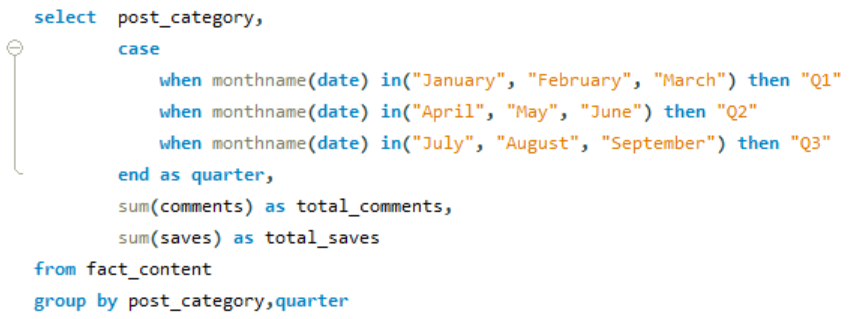 select  post_category,
case
when monthname(date) in("January", "February", "March") then "Q1"
when monthname(date) in("April", "May", "June") then "Q2"
when monthname(date) in("July", "August", "September") then "Q3"
end as quarter,
sum(comments) as total_comments,
sum(saves) as total_saves
from fact_content
group by post_category,quarter